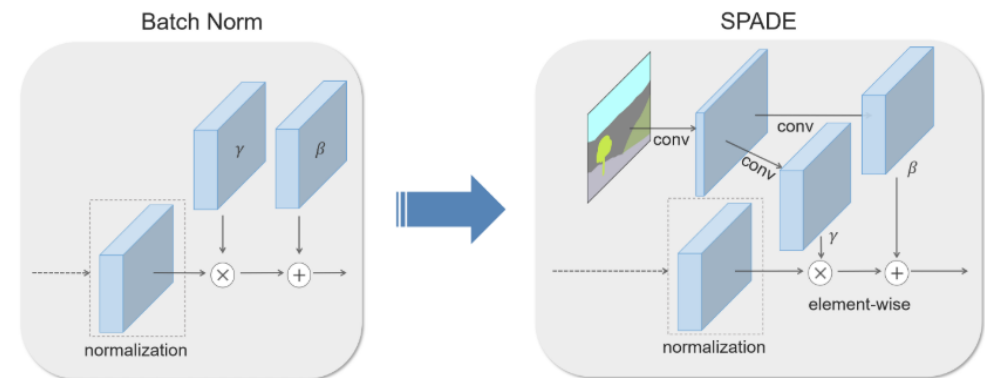 Batch Norm
γ
β
normalization
SPADE
conv
conv
conv
β
γ
element-wise
normalization